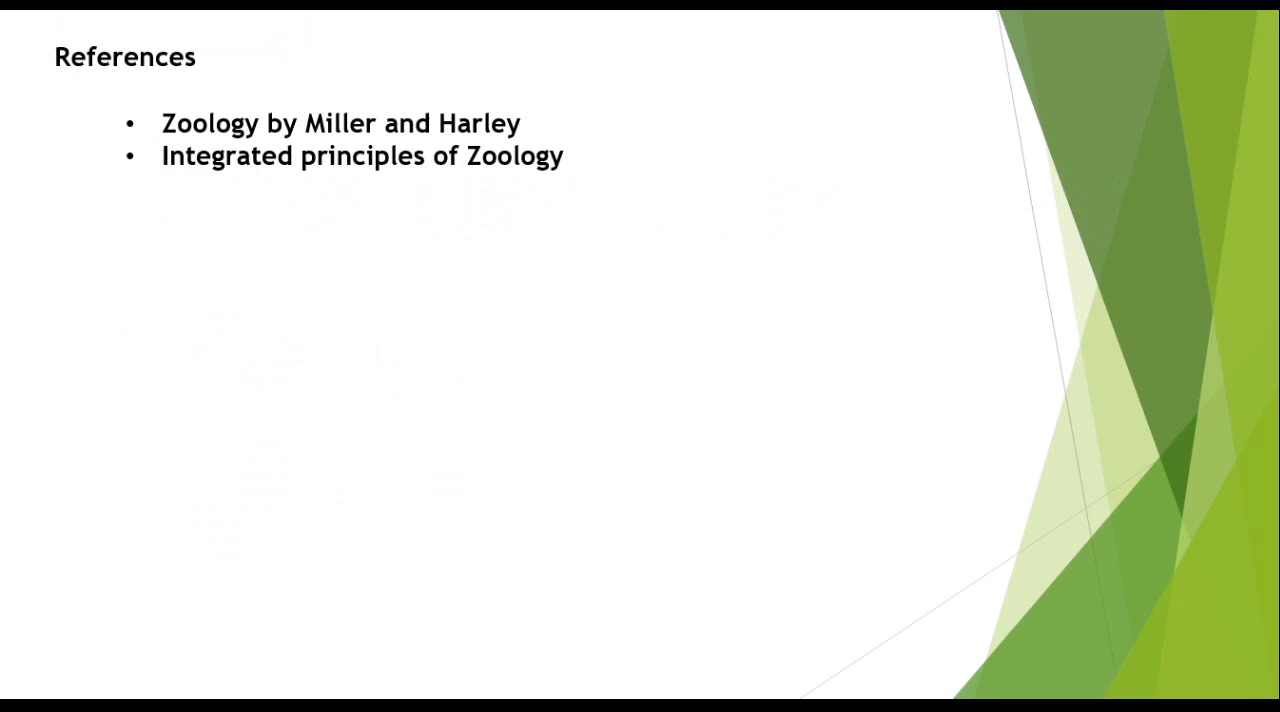 References
• Zoology by Miller and Harley
• Integrated principles of Zoology